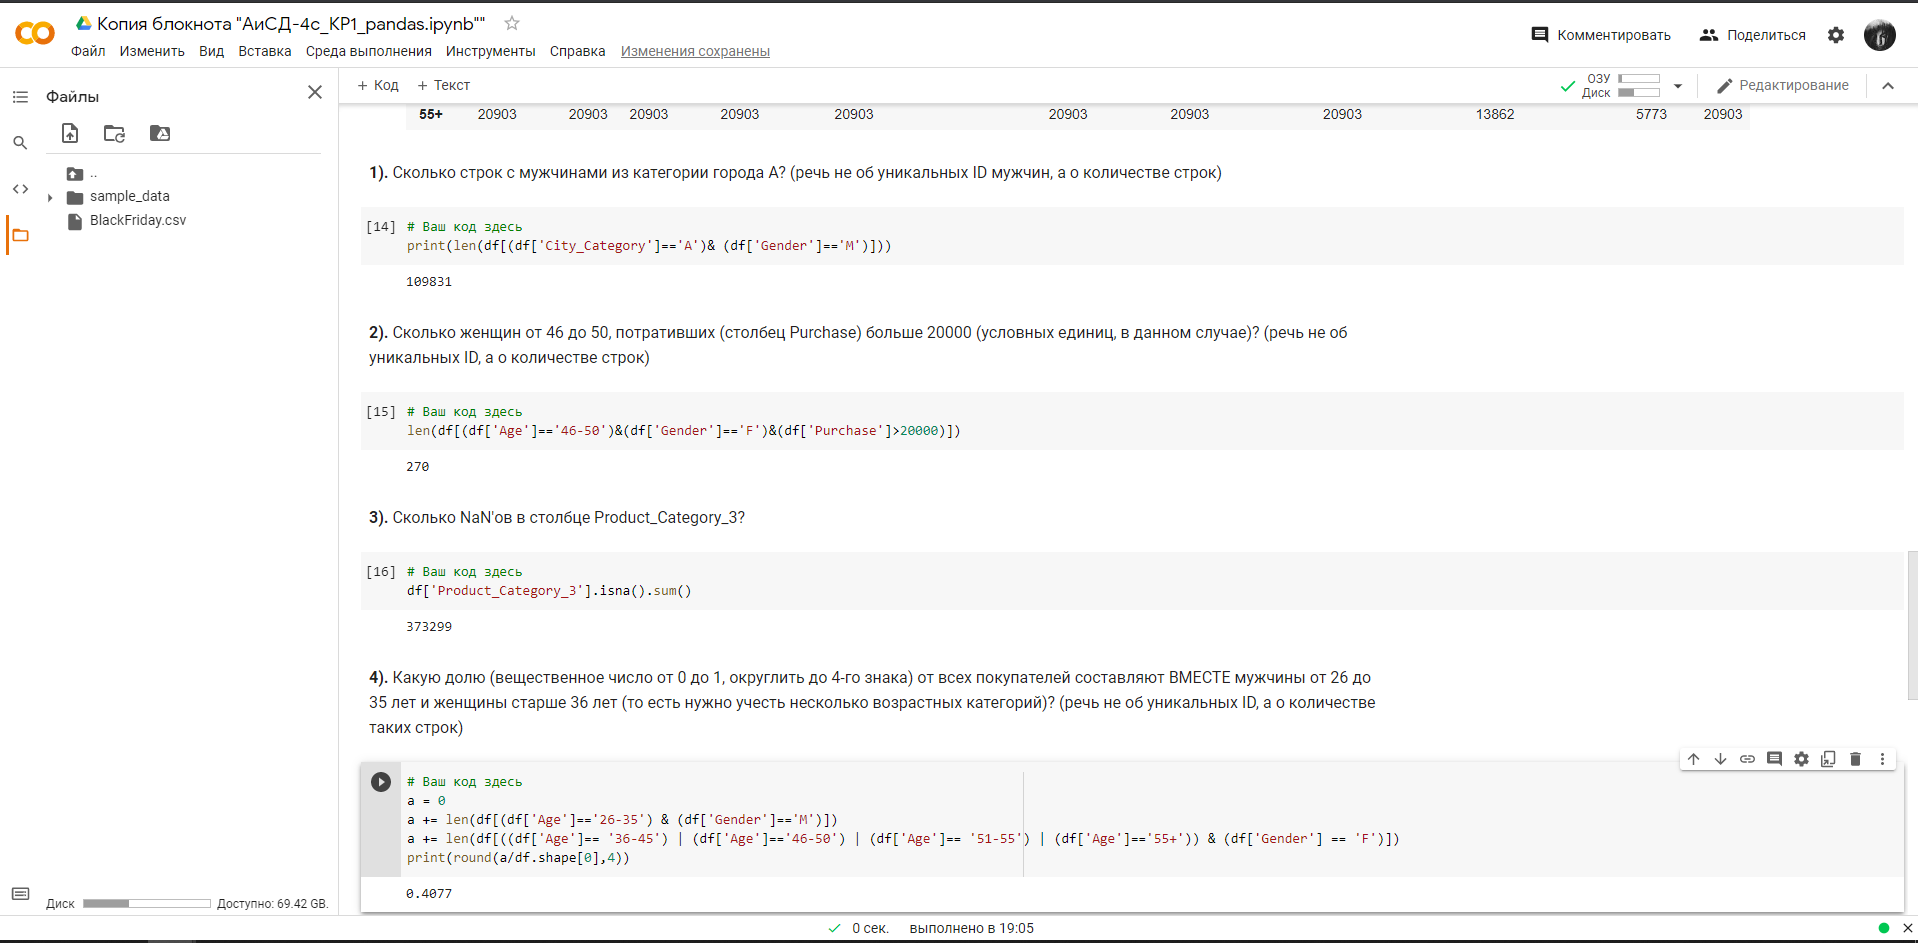 Копия блокнота "АиСД-4с_КР1_pandas.ipynb""
Файл Изменить Вид Вставка Среда выполнения Инструменты Справка Изменения сохранены
Комментировать Поделиться
Файлы
+ Код + Текст
ОЗУ
Диск
Редактирование
..
sample_data
BlackFriday.csv
55+ 20903 20903 20903 20903 20903 20903 20903 20903 13862 5773 20903
1). Сколько строк с мужчинами из категории города А? (речь не об уникальных ID мужчин, а о количестве строк)
[14] # Ваш код здесь
print(len(df[(df['City_Category']=='A')& (df['Gender']=='M')]))
109831
2). Сколько женщин от 46 до 50, потративших (столбец Purchase) больше 20000 (условных единиц, в данном случае)? (речь не об
уникальных ID, а о количестве строк)
[15] # Ваш код здесь
len(df[(df['Age']=='46-50')&(df['Gender']=='F')&(df['Purchase']>20000)])
270
3). Сколько NaN'ов в столбце Product_Category_3?
[16] # Ваш код здесь
df['Product_Category_3'].isna().sum()
373299
4). Какую долю (вещественное число от 0 до 1, округлить до 4-го знака) от всех покупателей составляют ВМЕСТЕ мужчины от 26 до
35 лет и женщины старше 36 лет (то есть нужно учесть несколько возрастных категорий)? (речь не об уникальных ID, а о количестве
таких строк)
# Ваш код здесь
a = 0
a += len(df[(df['Age']=='26-35') & (df['Gender']=='M')])
a += len(df[((df['Age']== '36-45') | (df['Age']=='46-50') | (df['Age']== '51-55') | (df['Age']=='55+')) & (df['Gender'] == 'F')])
print(round(a/df.shape[0],4))
0.4077
Диск Доступно: 69.42 GB.
0 сек. выполнено в 19:05